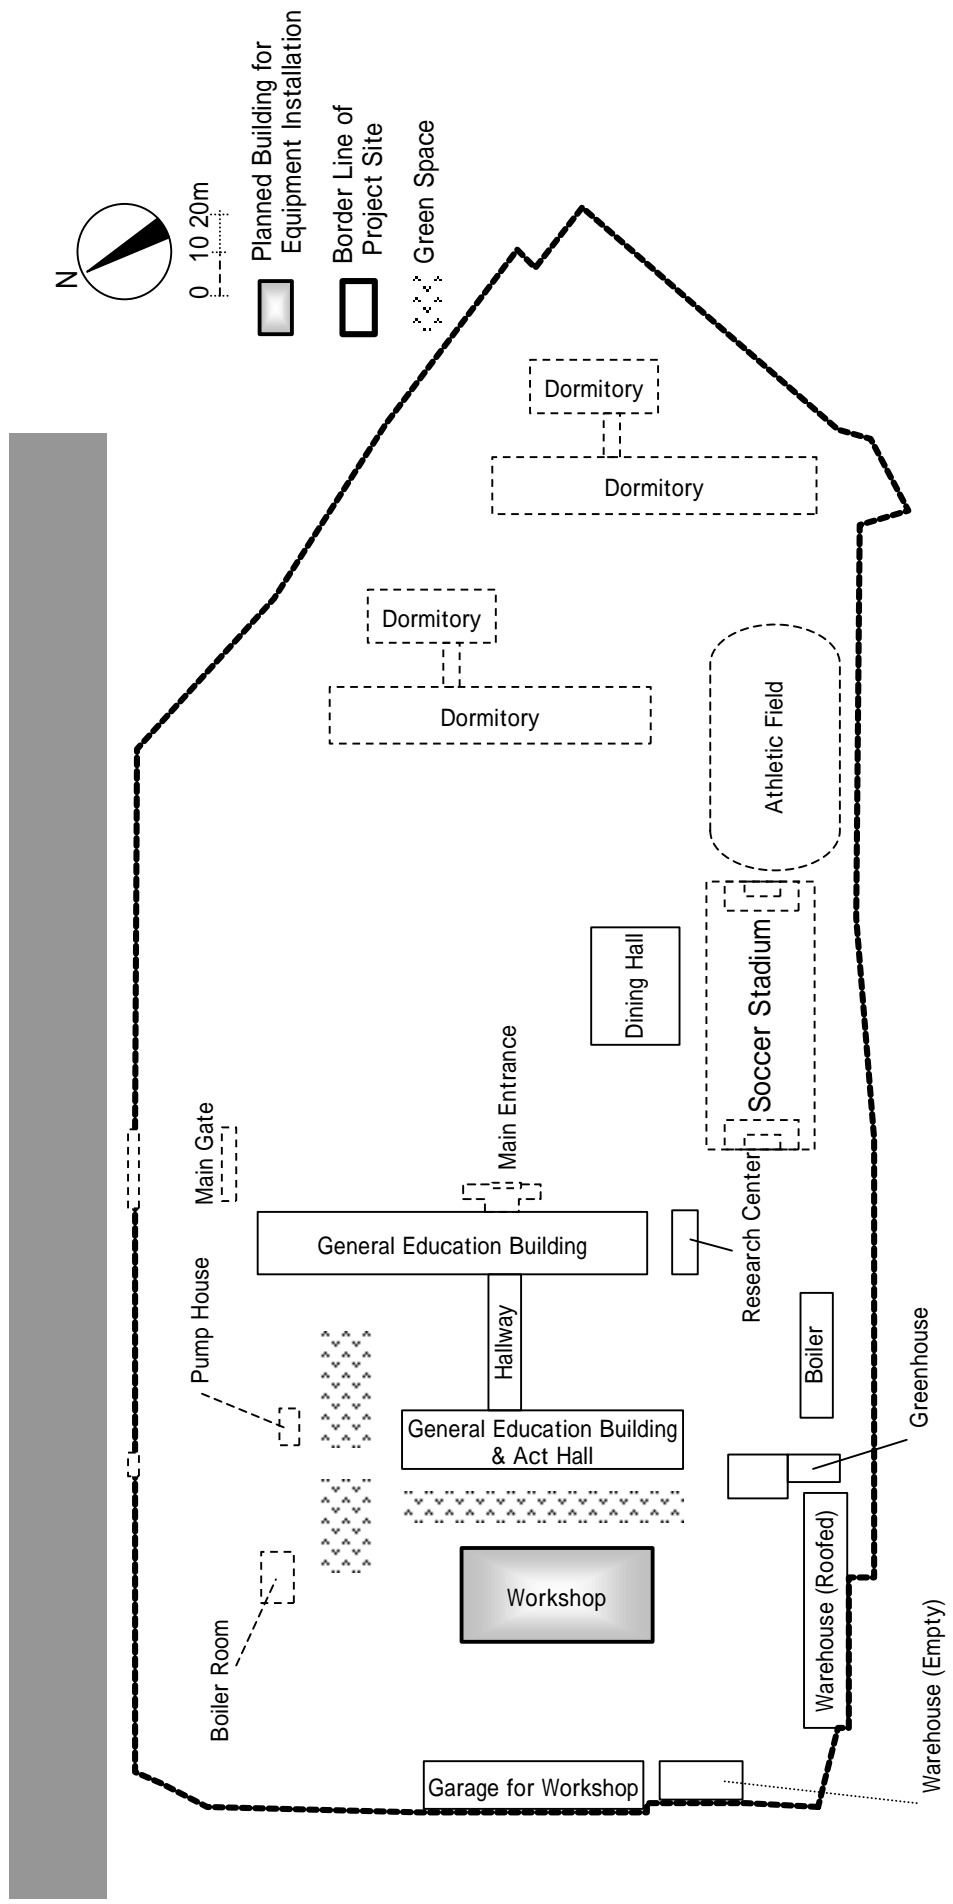 N
0 10 20m
Planned Building for
Equipment Installation
Border Line of
Project Site
Green Space
Dormitory
Dormitory
Dormitory
Dormitory
Athletic Field
Dining Hall
Soccer Stadium
Main Entrance
Main Gate
General Education Building
Research Center
Pump House
Hallway
Boiler
Greenhouse
General Education Building
& Act Hall
Workshop
Warehouse (Roofed)
Boiler Room
Warehouse (Empty)
Garage for Workshop